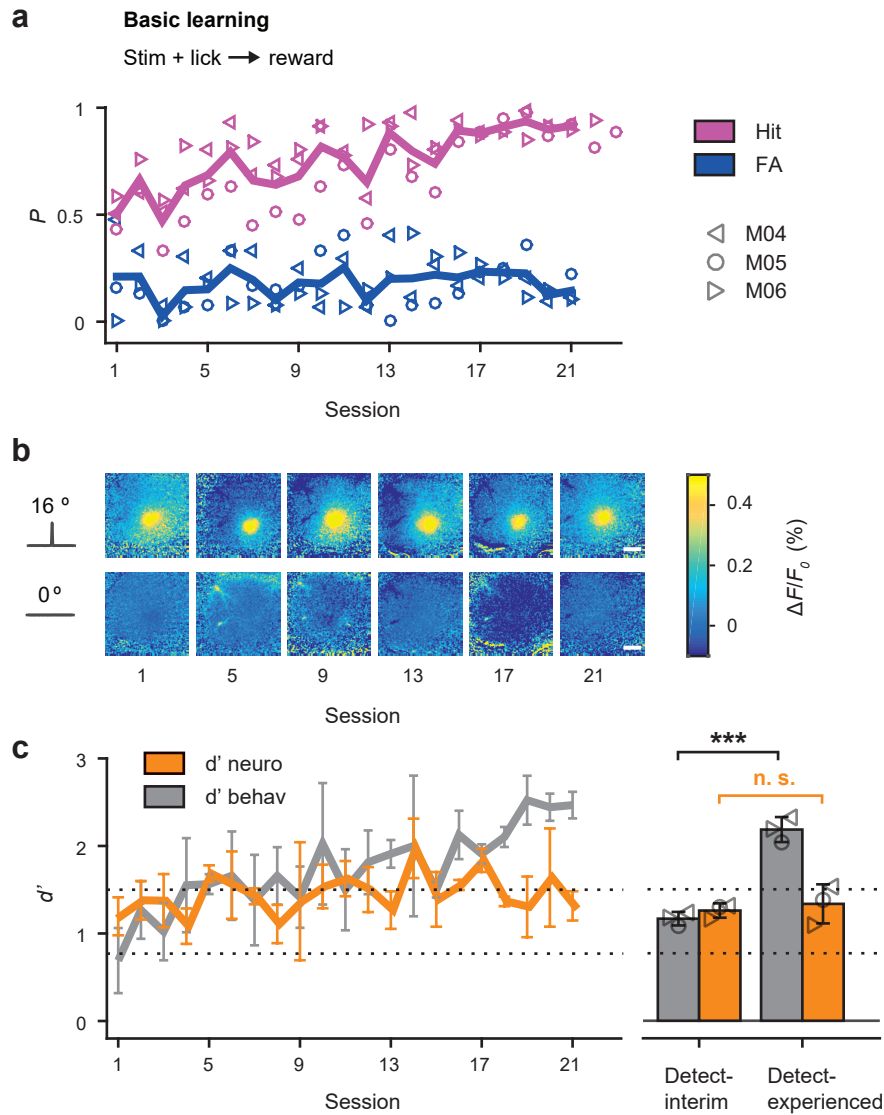 a
Basic learning
Stim + lick → reward
1
0.5
0
P
1 5 9 13 17 21
Session
Hit
FA
M04
M05
M06
b
16 º
0 º
1 5 9 13 17 21
Session
0.4
0.2
0
ΔF/F0 (%)
c
3
2
1
0
d'
d' neuro
d' behav
1 5 9 13 17 21
Session
***
n. s.
Detect-
interim
Detect-
experienced